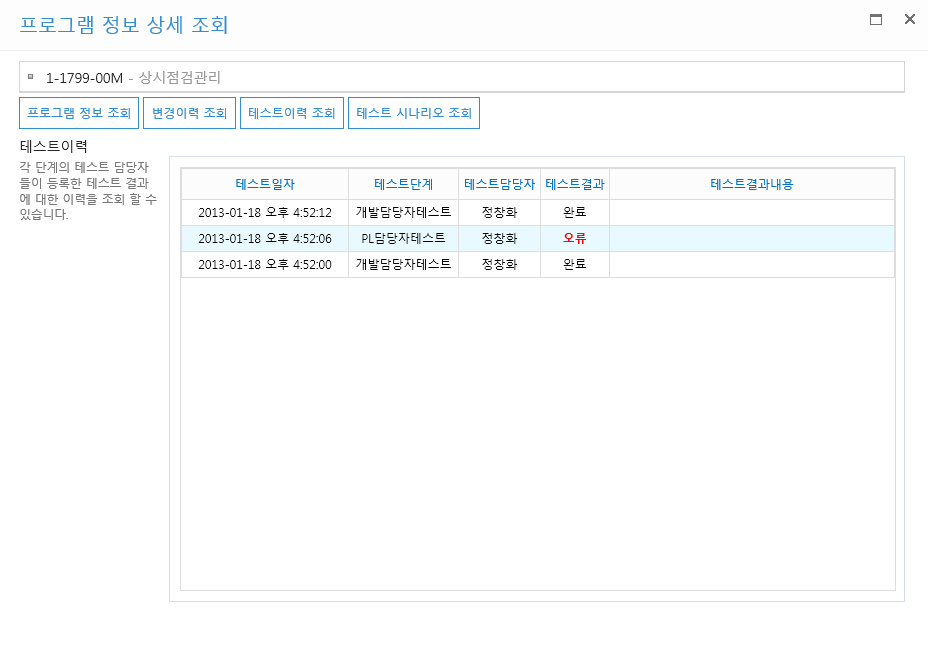 프로그램 정보 상세 조회
1-1799-00M - 상시점검관리
프로그램 정보 조회 변경이력 조회 테스트이력 조회 테스트 시나리오 조회
테스트이력
각 단계의 테스트 담당자
들이 등록한 테스트 결과
에 대한 이력을 조회 할 수
있습니다.
테스트일자 테스트단계 테스트담당자 테스트결과 테스트결과내용
2013-01-18 오후 4:52:12 개발담당자테스트 정창화 완료
2013-01-18 오후 4:52:06 PL담당자테스트 정창화 오류
2013-01-18 오후 4:52:00 개발담당자테스트 정창화 완료